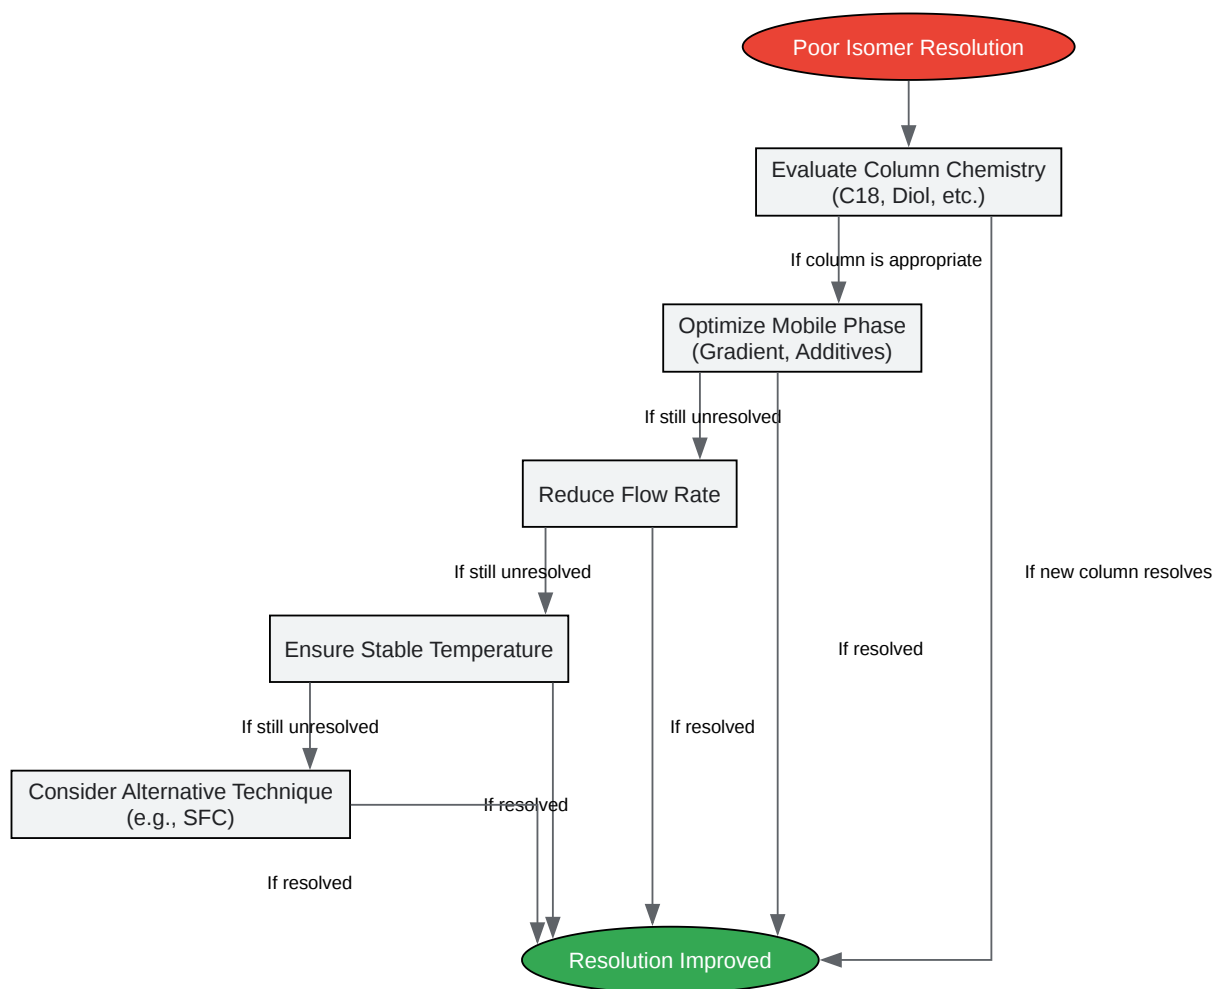 Poor Isomer Resolution
Evaluate Column Chemistry
(C18, Diol, etc.)
If column is appropriate
Optimize Mobile Phase
(Gradient, Additives)
If still unresolved
Reduce Flow Rate
If still unresolved
If new column resolves
Ensure Stable Temperature
If resolved
If still unresolved
If resolved
Consider Alternative Technique
(e.g., SFC)
If resolved
If resolved
Resolution Improved